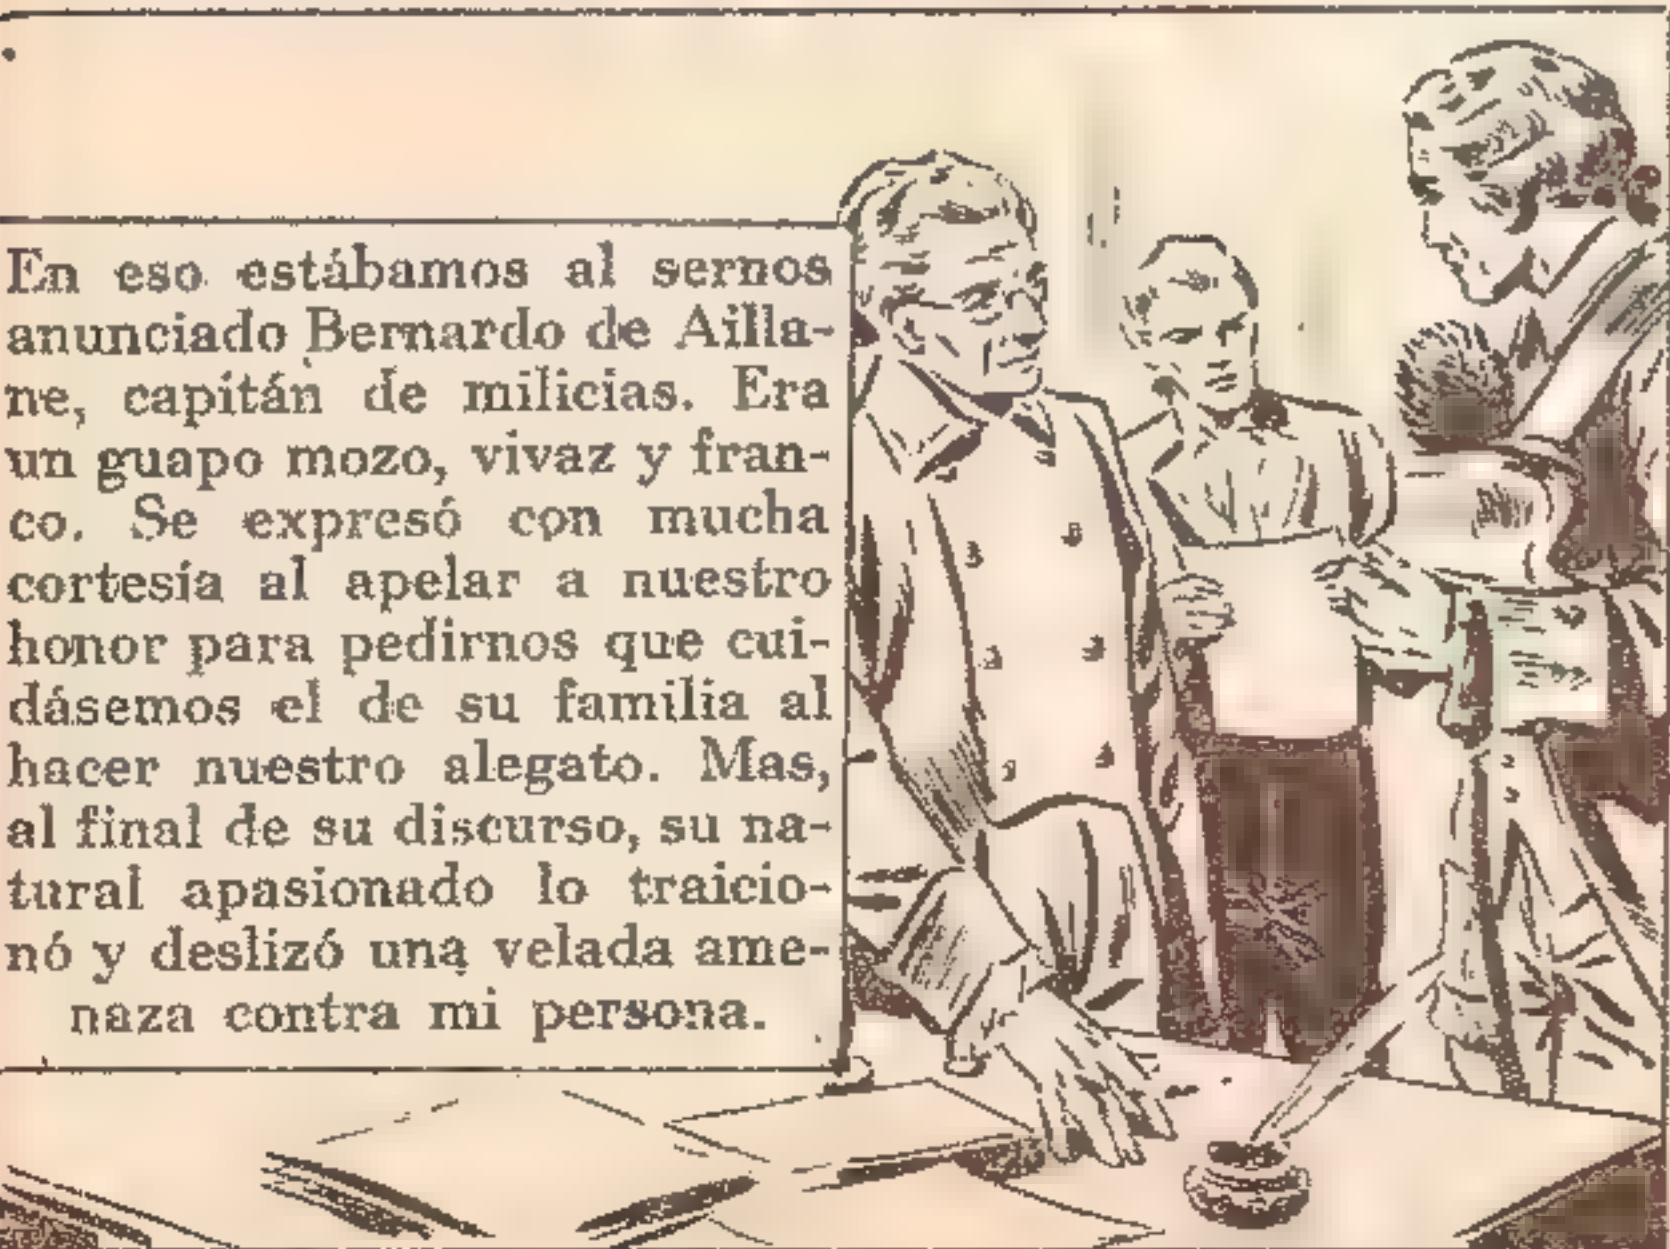 En eso estábamos al sernos
anunciado Bernardo de Ailla-
ne, capitán de milicias. Era
un guapo mozo, vivaz y fran-
co. Se expresó con mucha
cortesía al apelar a nuestro
honor para pedirnos que cui-
dásemos el de su familia al
hacer nuestro alegato. Mas,
al final de su discurso, su na-
tural apasionado lo traicio-
nó y deslizó una velada ame-
naza contra mi persona.